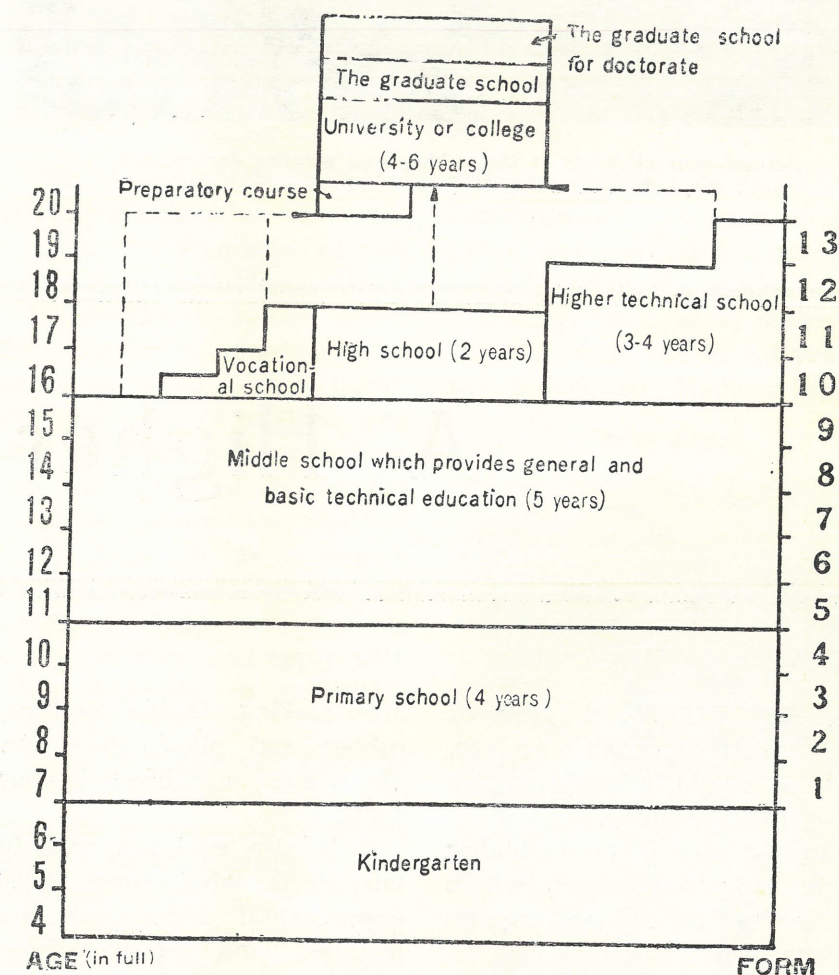 The graduate school
for doctorate
The graduate school
University or college
(4-6 years)
Preparatory course
20
19
18
17
16
15
14
13
12
11
10
9
8
7
6
5
4
13
12
11
10
9
8
7
6
5
4
3
2
1
Higher technical school
(3-4 years)
High school (2 years)
Vocation-
al school
Middle school which provides general and
basic technical education (5 years)
Primary school (4 years)
Kindergarten
AGE (in full)
FORM